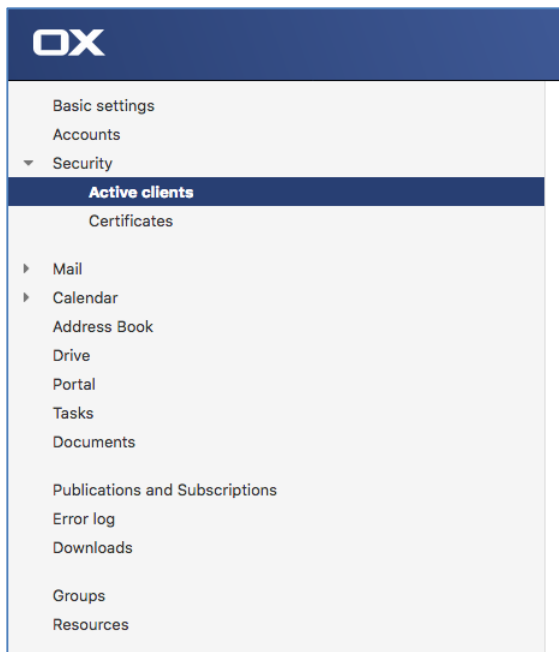 OX
Basic settings
Accounts
Security
Active clients
Certificates
Mail
Calendar
Address Book
Drive
Portal
Tasks
Documents
Publications and Subscriptions
Error log
Downloads
Groups
Resources